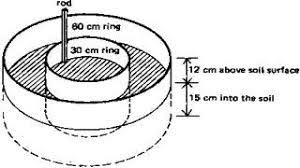 rod
60 cm ring
30 cm ring
12 cm above soil surface
15 cm into the soil